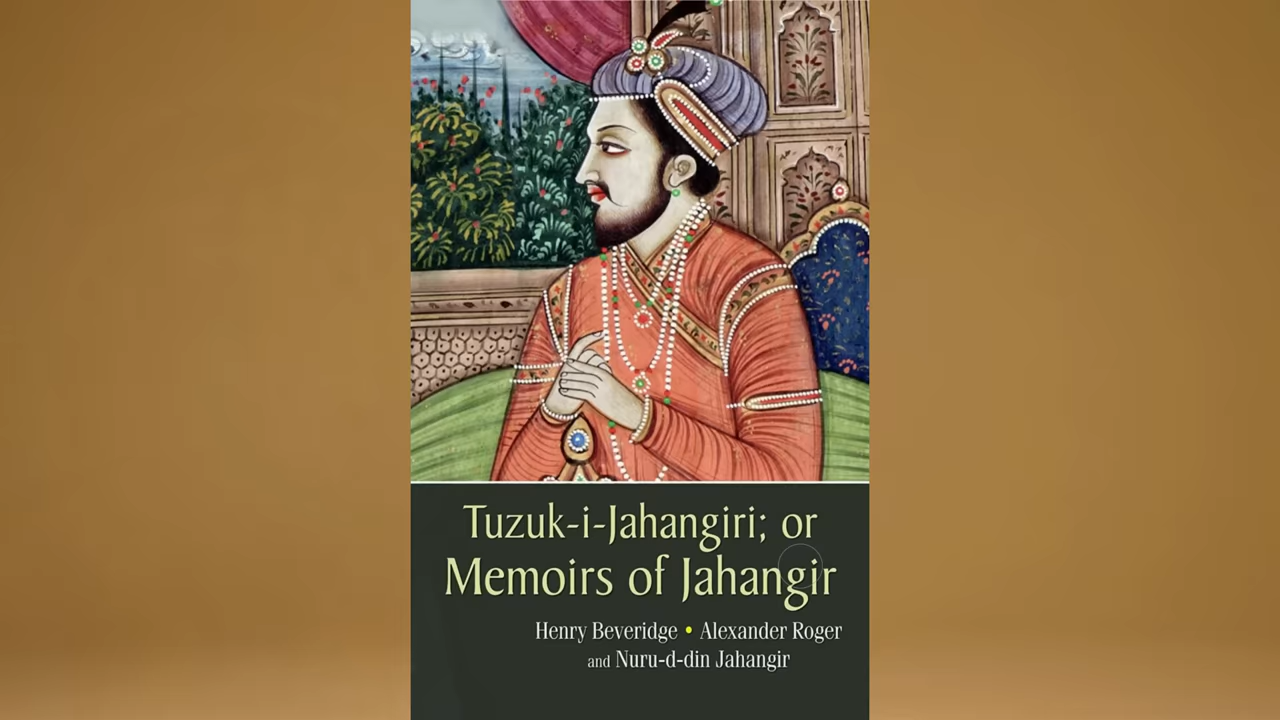 Tuzuk-i-Jahangiri; or
Memoirs of Jahangir
Henry Beveridge • Alexander Roger
and Nuru-d-din Jahangir